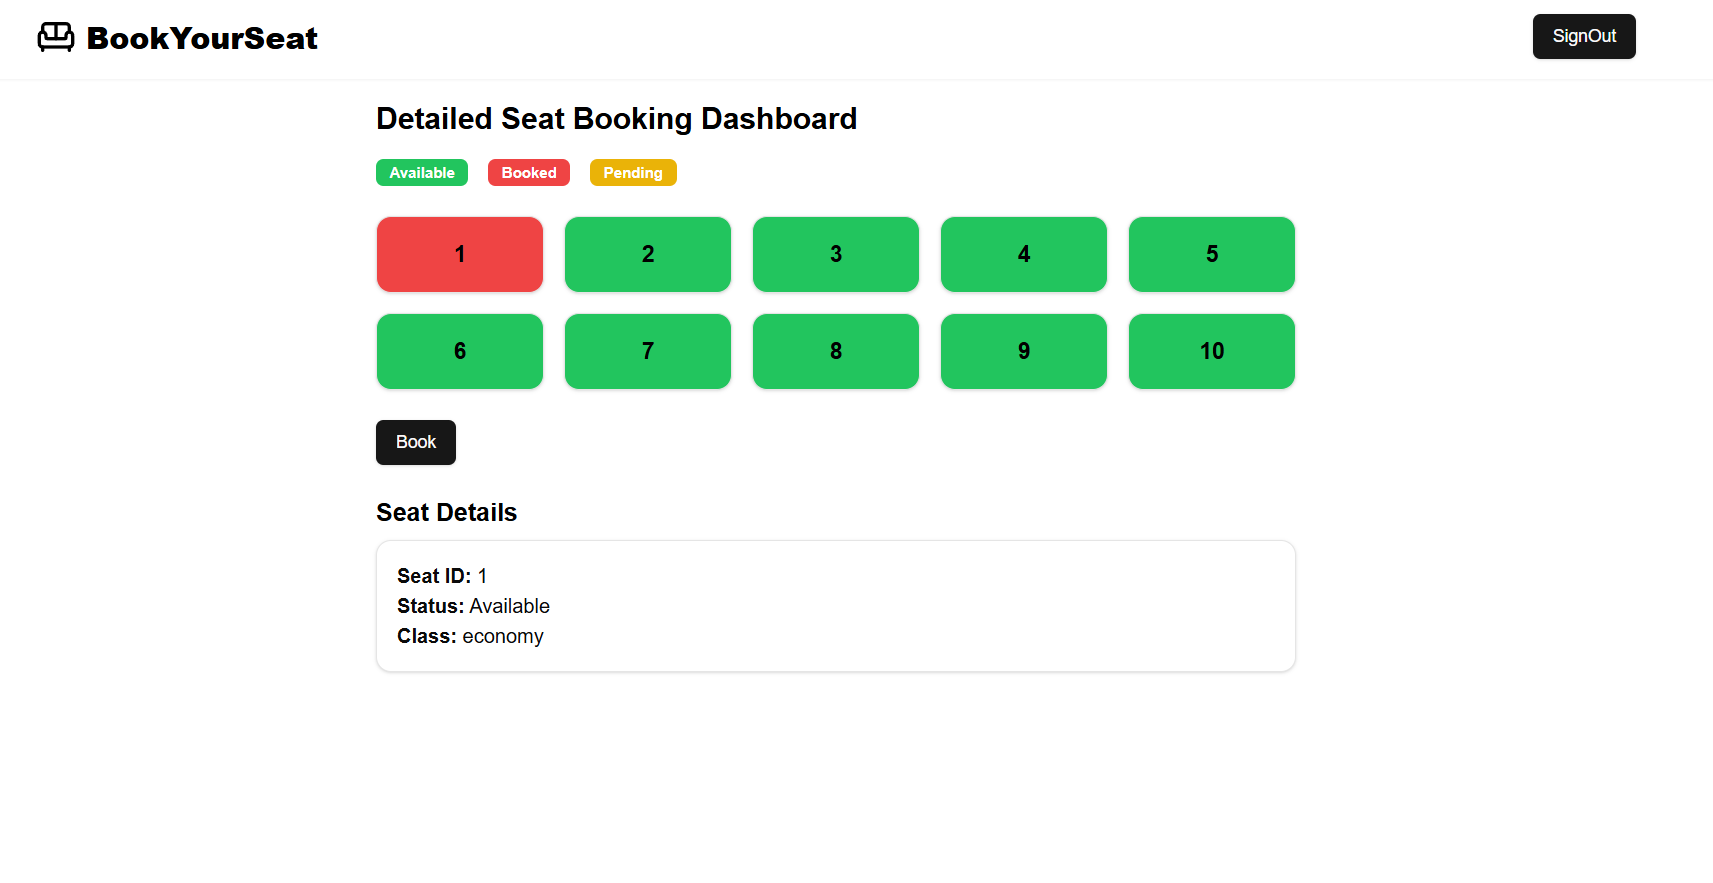 BookYourSeat
SignOut
Detailed Seat Booking Dashboard
Available Booked Pending
1 2 3 4 5
6 7 8 9 10
Book
Seat Details
Seat ID: 1
Status: Available
Class: economy